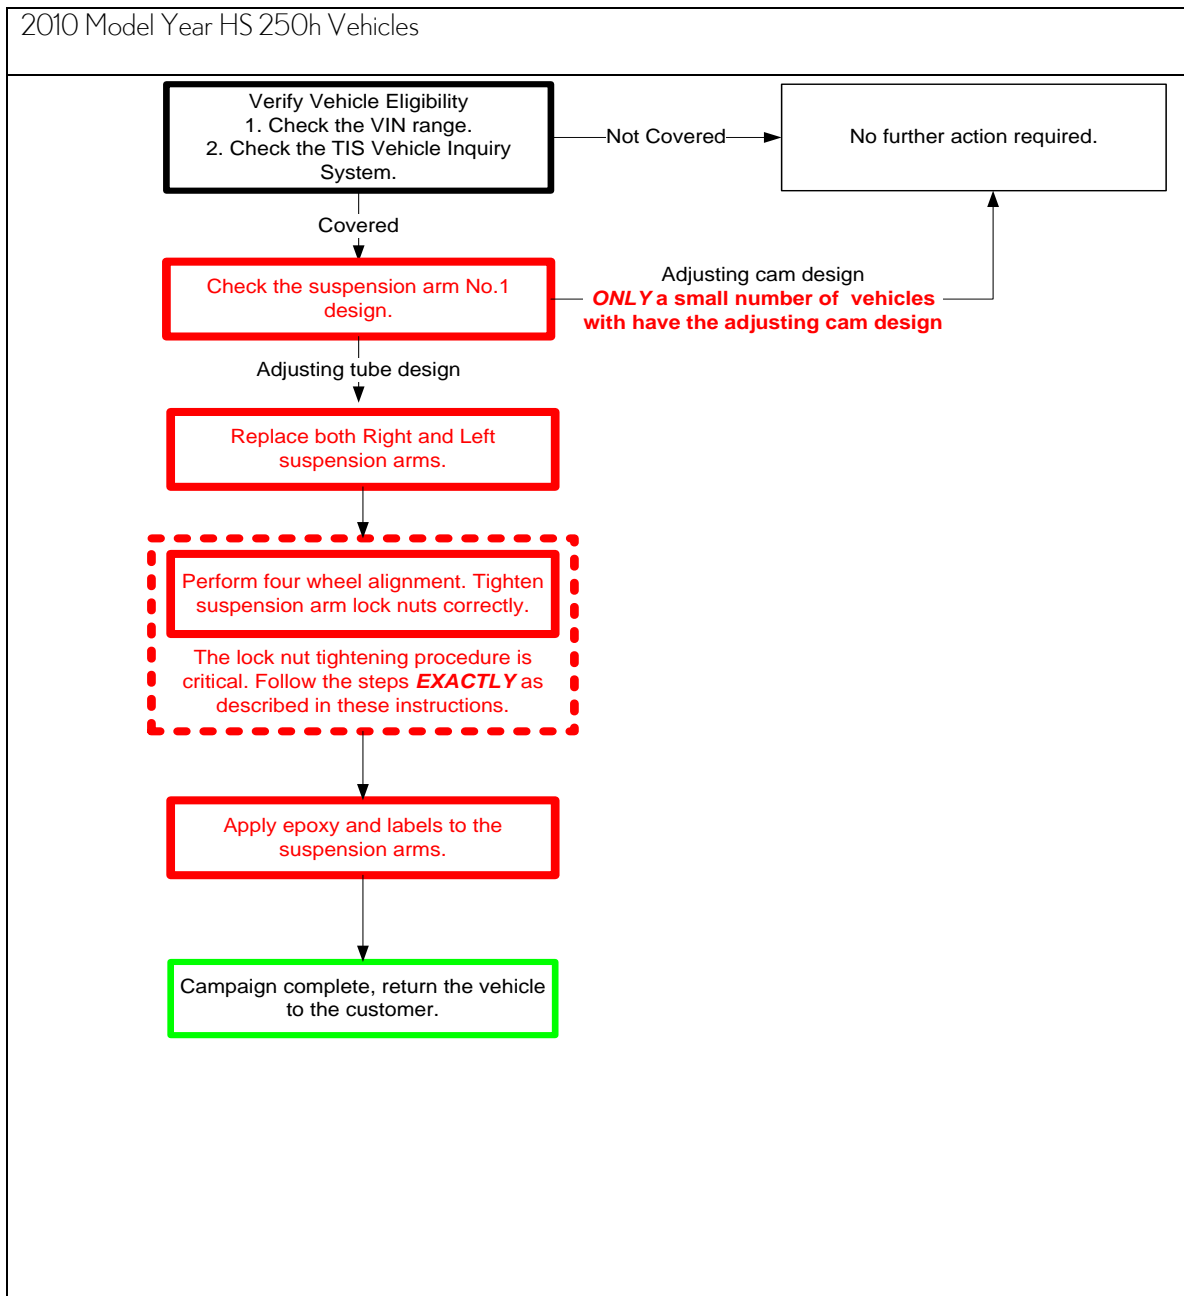 2010 Model Year HS 250h Vehicles
Verify Vehicle Eligibility
1. Check the VIN range.
2. Check the TIS Vehicle Inquiry
System.
Not Covered
No further action required.
Covered
Check the suspension arm No.1
design.
Adjusting cam design
ONLY a small number of vehicles
with have the adjusting cam design
Adjusting tube design
Replace both Right and Left
suspension arms.
Perform four wheel alignment. Tighten
suspension arm lock nuts correctly.
The lock nut tightening procedure is
critical. Follow the steps EXACTLY as
described in these instructions.
Apply epoxy and labels to the
suspension arms.
Campaign complete, return the vehicle
to the customer.